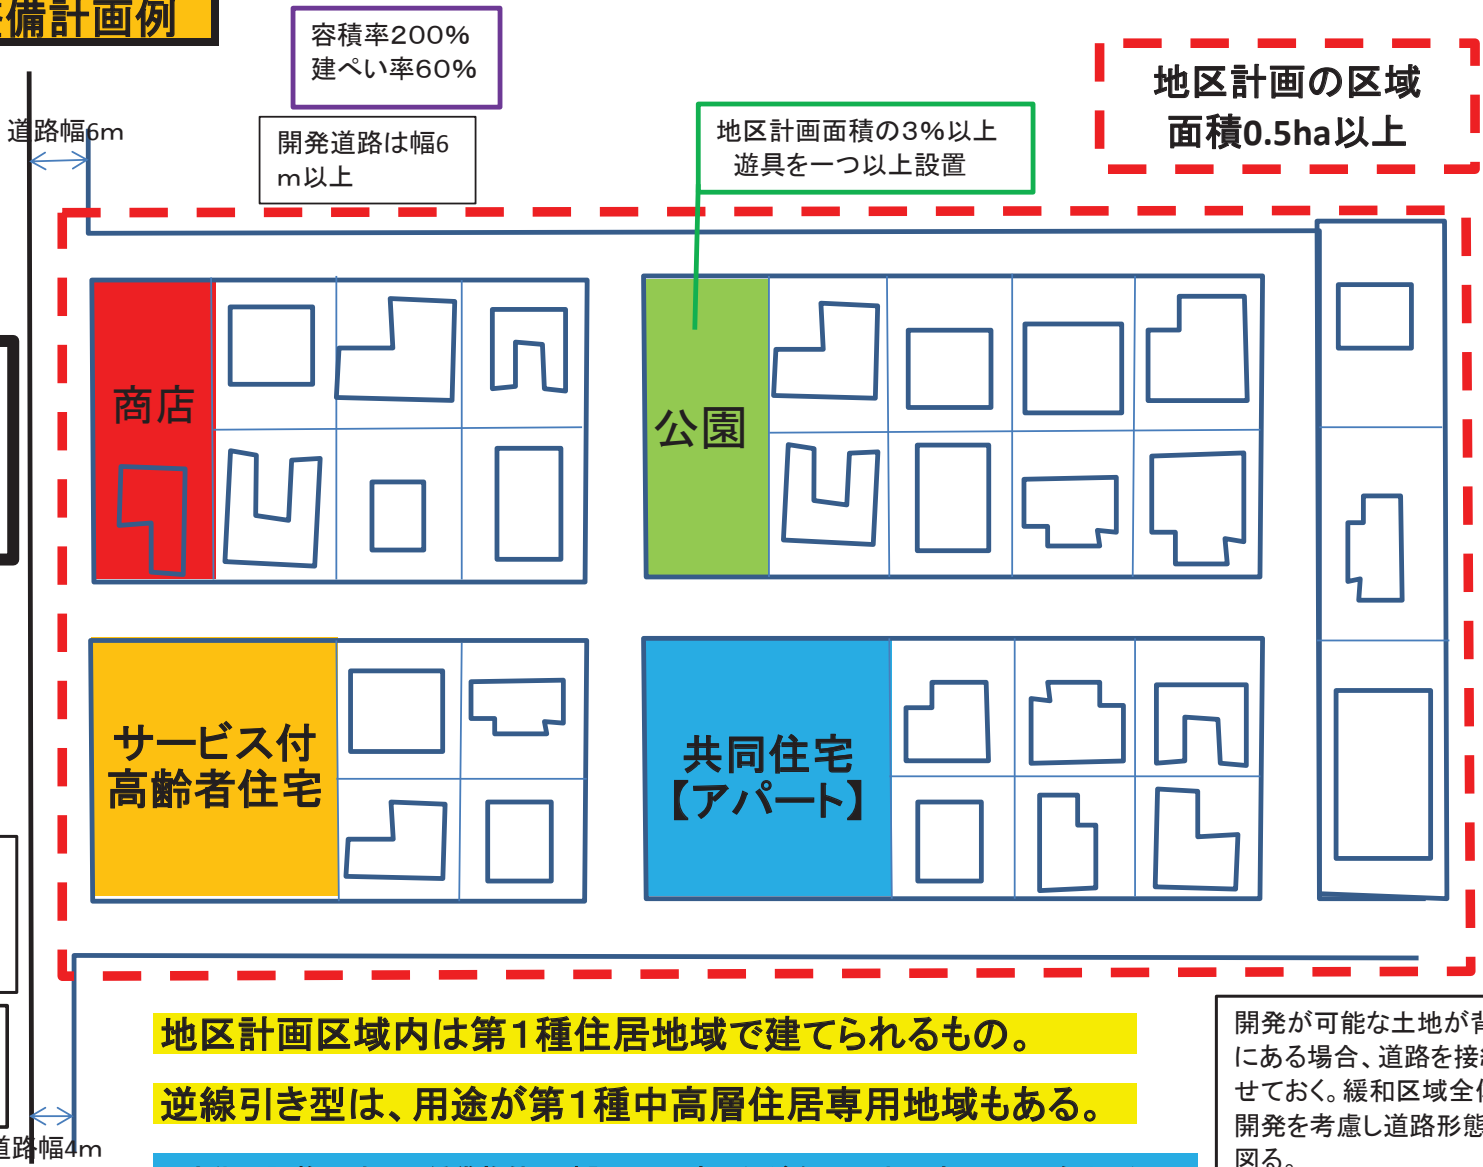 備計画例
容積率200%
建ぺい率60%
地区計画の区域
面積0.5ha以上
道路幅6m
開発道路は幅6
m以上
地区計画面積の3%以上
遊具を一つ以上設置
商店
公園
サービス付
高齢者住宅
共同住宅
【アパート】
地区計画区域内は第1種住居地域で建てられるもの。
逆線引き型は、用途が第1種中高層住居専用地域もある。
開発が可能な土地が
にある場合、道路を接
せておく。緩和区域全
開発を考慮し道路形態
図る。
道路幅4m